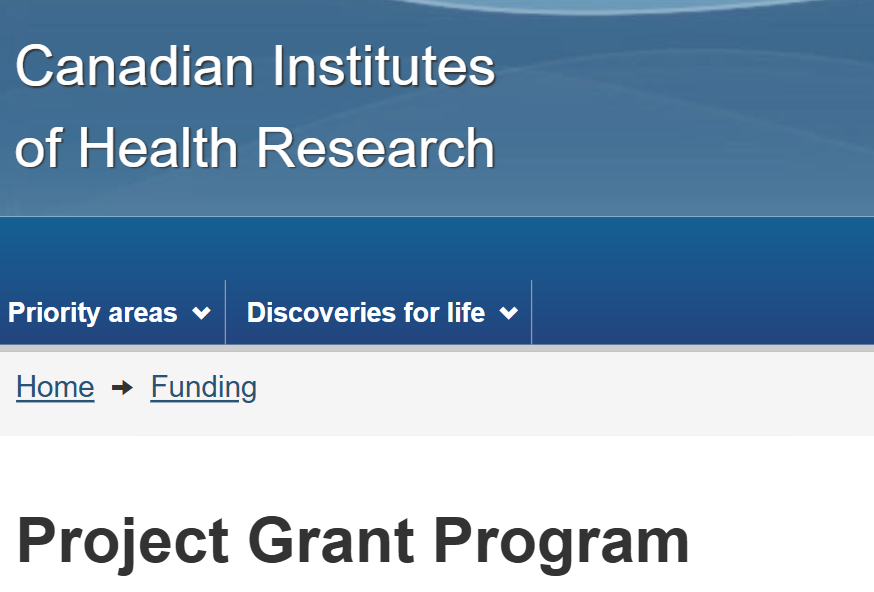 Canadian Institutes
of Health Research
Priority areas Discoveries for life
Home → Funding
Project Grant Program